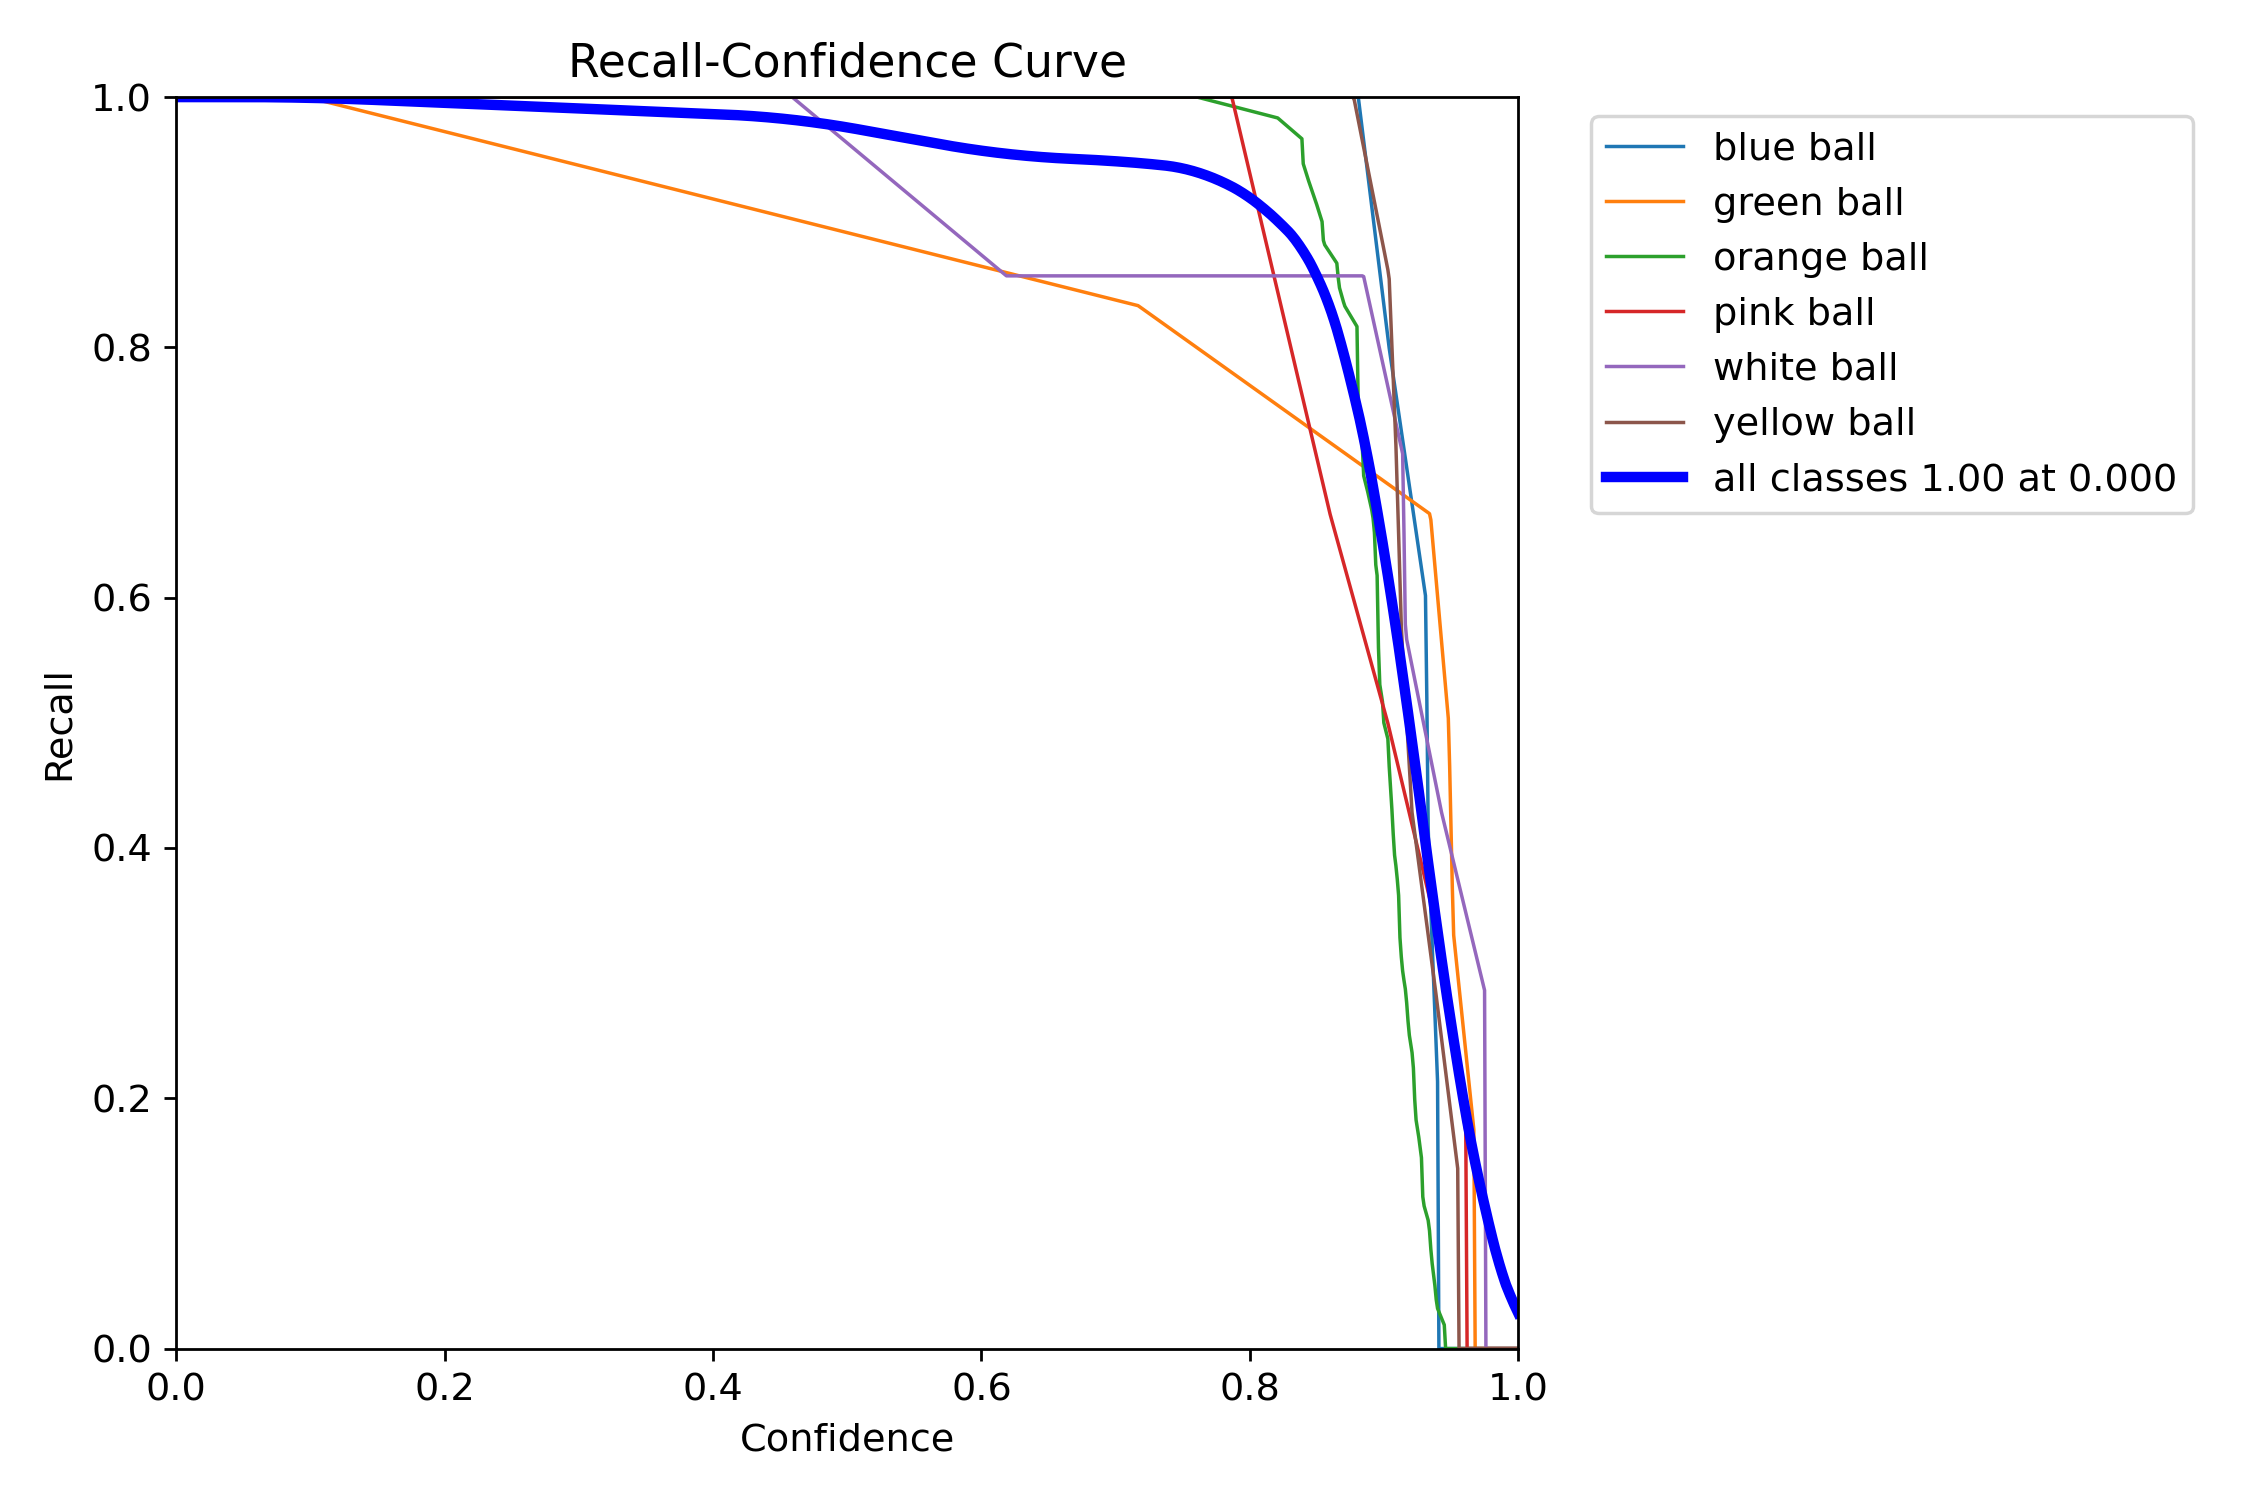 Recall-Confidence Curve
1.0
0.8
0.6
0.4
0.2
0.0
Recall
0.0 0.2 0.4 0.6 0.8 1.0
Confidence
blue ball
green ball
orange ball
pink ball
white ball
yellow ball
all classes 1.00 at 0.000